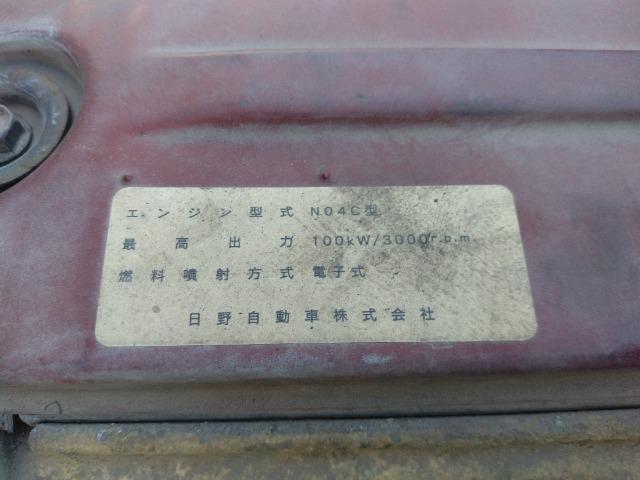 エンジン型式 N04C型
最高出力 100kW/3000r.p.m.
燃料噴射方式 電子式
日野自動車株式会社